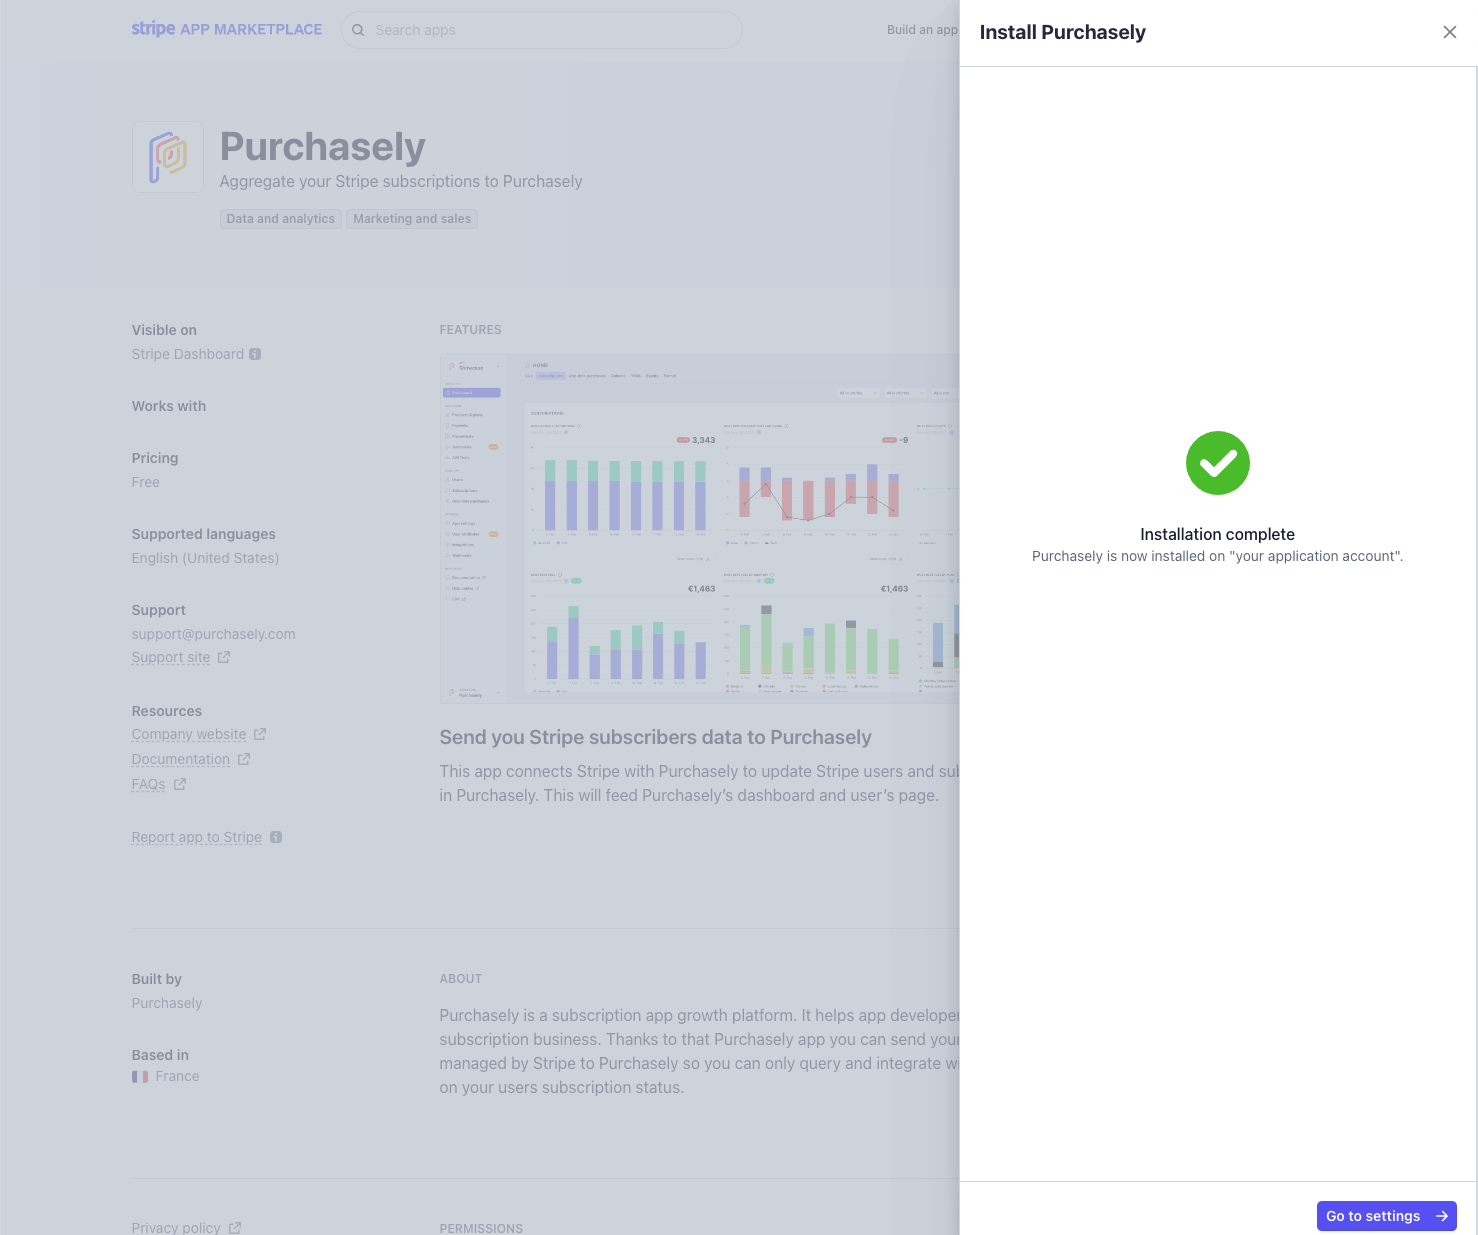 stripe APP MARKETPLACE
Search apps
Build an app
Install Purchasely
Purchasely
Aggregate your Stripe subscriptions to Purchasely
Data and analytics
Marketing and sales
Visible on
Stripe Dashboard
Works with
Pricing
Free
Supported languages
English (United States)
Support
support@purchasely.com
Support site
Resources
Company website
Documentation
FAQs
Report app to Stripe
FEATURES
Showcase
HOME
SUBSCRIPTIONS
3,343
-9
€1,463
€1,463
Purchasely
Send you Stripe subscribers data to Purchasely
This app connects Stripe with Purchasely to update Stripe users and
in Purchasely. This will feed Purchasely's dashboard and user's page.
Built by
Purchasely
Based in
France
ABOUT
Purchasely is a subscription app growth platform. It helps app
subscription business. Thanks to that Purchasely app you can send your
managed by Stripe to Purchasely so you can only query and integrate
on your users subscription status.
Privacy policy
PERMISSIONS
Installation complete
Purchasely is now installed on "your application account".
Go to settings